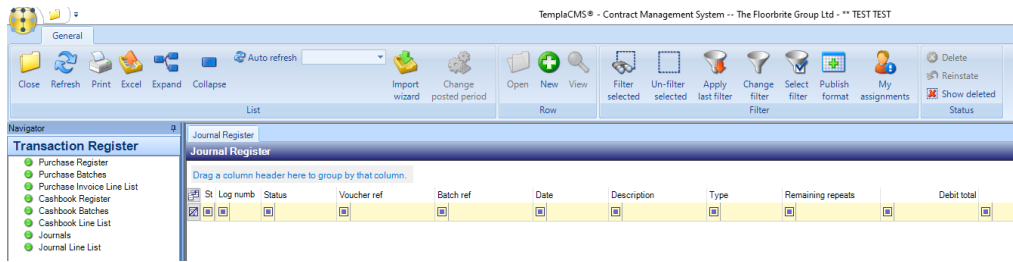 TemplaCMS® - Contract Management System -- The Floorbrite Group Ltd - ** TEST TEST
General
Close Refresh Print Excel Expand Collapse Auto refresh Import wizard Change posted period Open New View Filter selected Un-filter selected Apply last filter Change filter Select filter Publish format My assignments Delete Reinstate Show deleted
List Row Filter Status
Navigator
Transaction Register
Purchase Register
Purchase Batches
Purchase Invoice Line List
Cashbook Register
Cashbook Batches
Cashbook Line List
Journals
Journal Line List
Journal Register
Journal Register
Drag a column header here to group by that column.
St Log numb Status Voucher ref Batch ref Date Description Type Remaining repeats Debit total